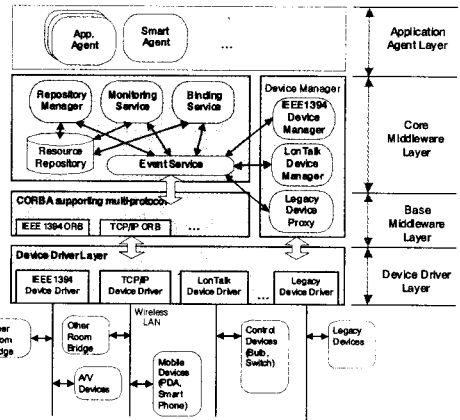 App.
Agent
Smart
Agent
...
Application
Agent Layer
Repository
Manager
Monitoring
Service
Binding
Service
Resource
Repository
Event Service
Device Manager
IEEE1394
Device
Manager
LonTalk
Device
Manager
Legacy
Device
Proxy
Core
Middleware
Layer
CORBA supporting multi-protocol
IEEE 1394 ORB
TCP/IP ORB
...
Base
Middleware
Layer
Device Driver Layer
IEEE1394
Device Driver
TCP/IP
Device Driver
LonTalk
Device Driver
...
Legacy
Device Driver
Device Driver
Layer
Wireless
LAN
Other
Room
Bridge
A/V
Devices
Mobile
Devices
(PDA,
Smart
Phone)
Control
Devices
(Bulb,
Switch)
Legacy
Devices